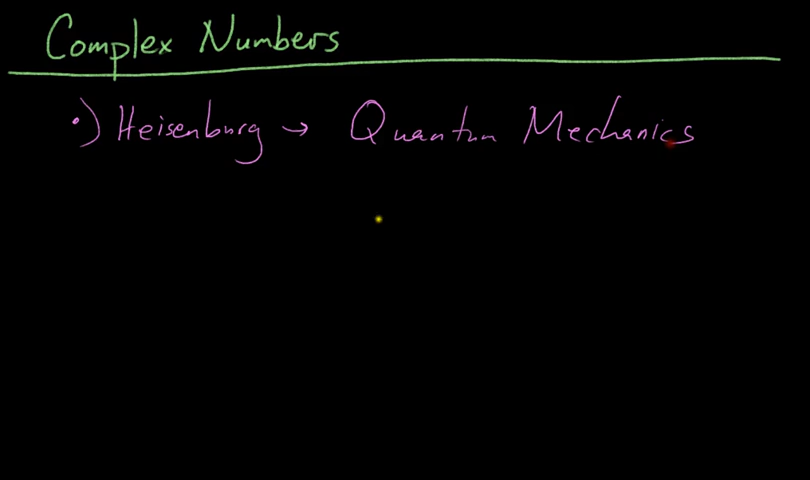 Complex Numbers
•) Heisenburg → Quantum Mechanics